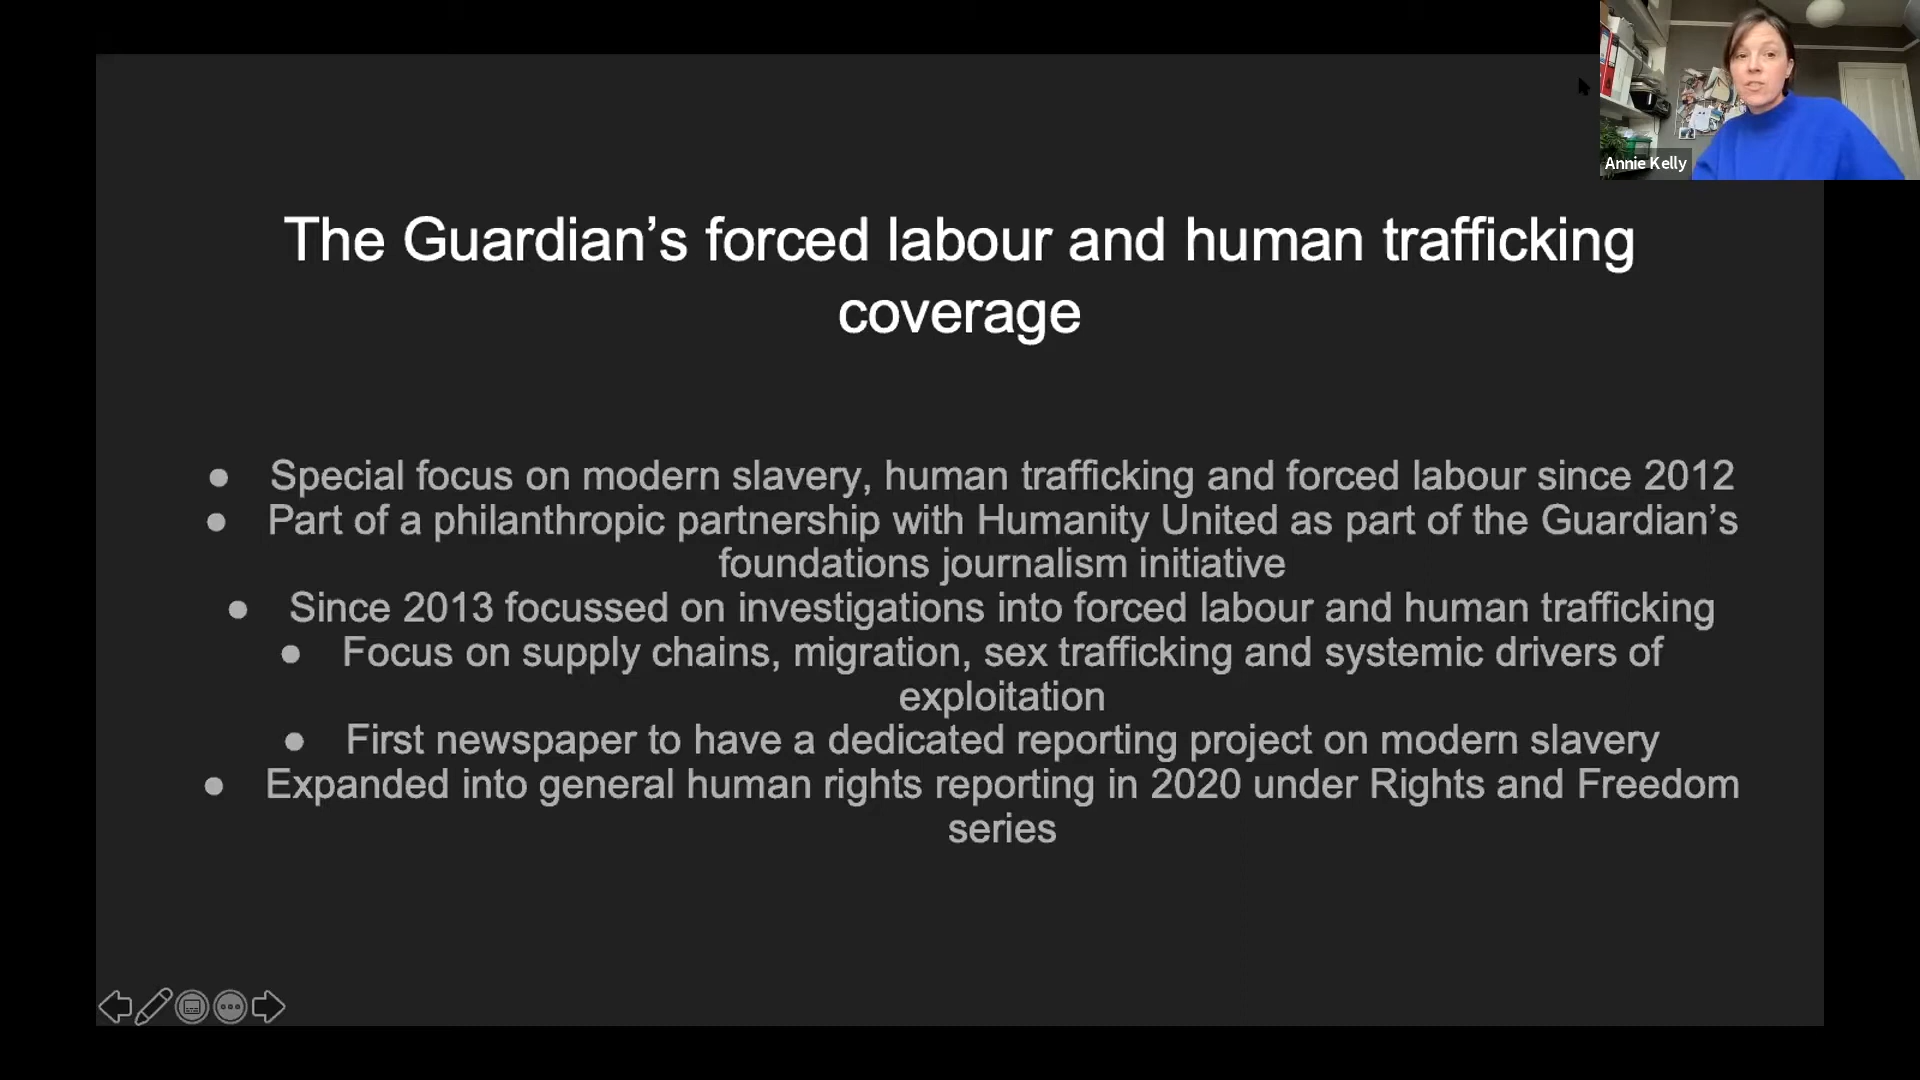 Annie Kelly
The Guardian’s forced labour and human trafficking
coverage
● Special focus on modern slavery, human trafficking and forced labour since 2012
● Part of a philanthropic partnership with Humanity United as part of the Guardian’s
foundations journalism initiative
● Since 2013 focussed on investigations into forced labour and human trafficking
● Focus on supply chains, migration, sex trafficking and systemic drivers of
exploitation
● First newspaper to have a dedicated reporting project on modern slavery
● Expanded into general human rights reporting in 2020 under Rights and Freedom
series